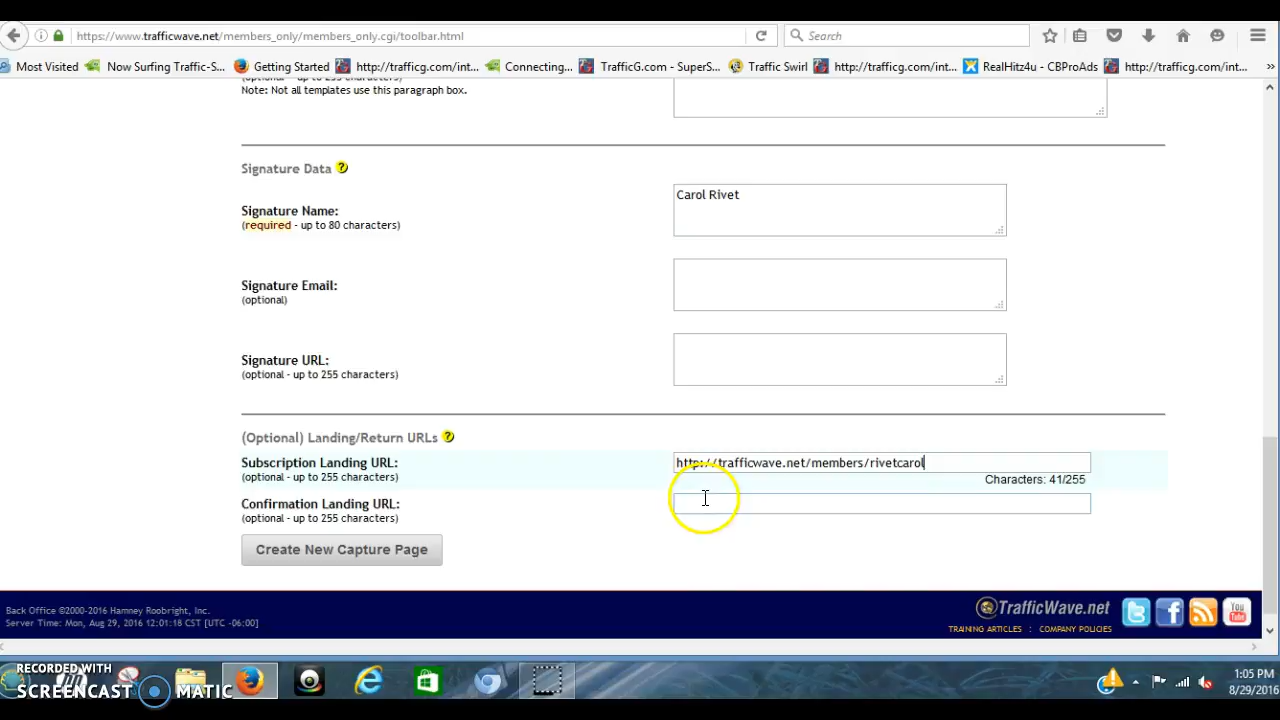 https://www.trafficwave.net/members_only/members_only.cgi/toolbar.html
Search
Most Visited
Now Surfing Traffic-S...
Getting Started
http://trafficg.com/int...
Connecting...
TrafficG.com - SuperS...
Traffic Swirl
http://trafficg.com/int...
RealHitz4u - CBProAds
http://trafficg.com/int...
(optional - up to 255 characters)
Note: Not all templates use this paragraph box.
Signature Data ?
Signature Name:
(required - up to 80 characters)
Carol Rivet
Signature Email:
(optional)
Signature URL:
(optional - up to 255 characters)
(Optional) Landing/Return URLs ?
Subscription Landing URL:
(optional - up to 255 characters)
http://trafficwave.net/members/rivetcarol
Characters: 41/255
Confirmation Landing URL:
(optional - up to 255 characters)
Create New Capture Page
Back Office ©2000-2016 Hamney Roobright, Inc.
Server Time: Mon, Aug 29, 2016 12:01:18 CST [UTC -06:00]
TrafficWave.net
TRAINING ARTICLES : COMPANY POLICIES
You Tube
RECORDED WITH
SCREENCAST MATIC
1:05 PM
8/29/2016